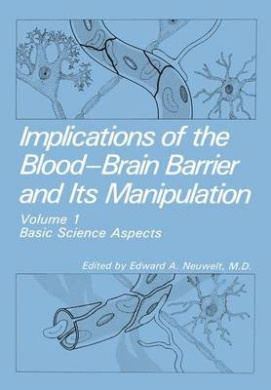 Implications of the
Blood–Brain Barrier
and Its Manipulation
Volume 1
Basic Science Aspects
Edited by Edward A. Neuwelt, M.D.